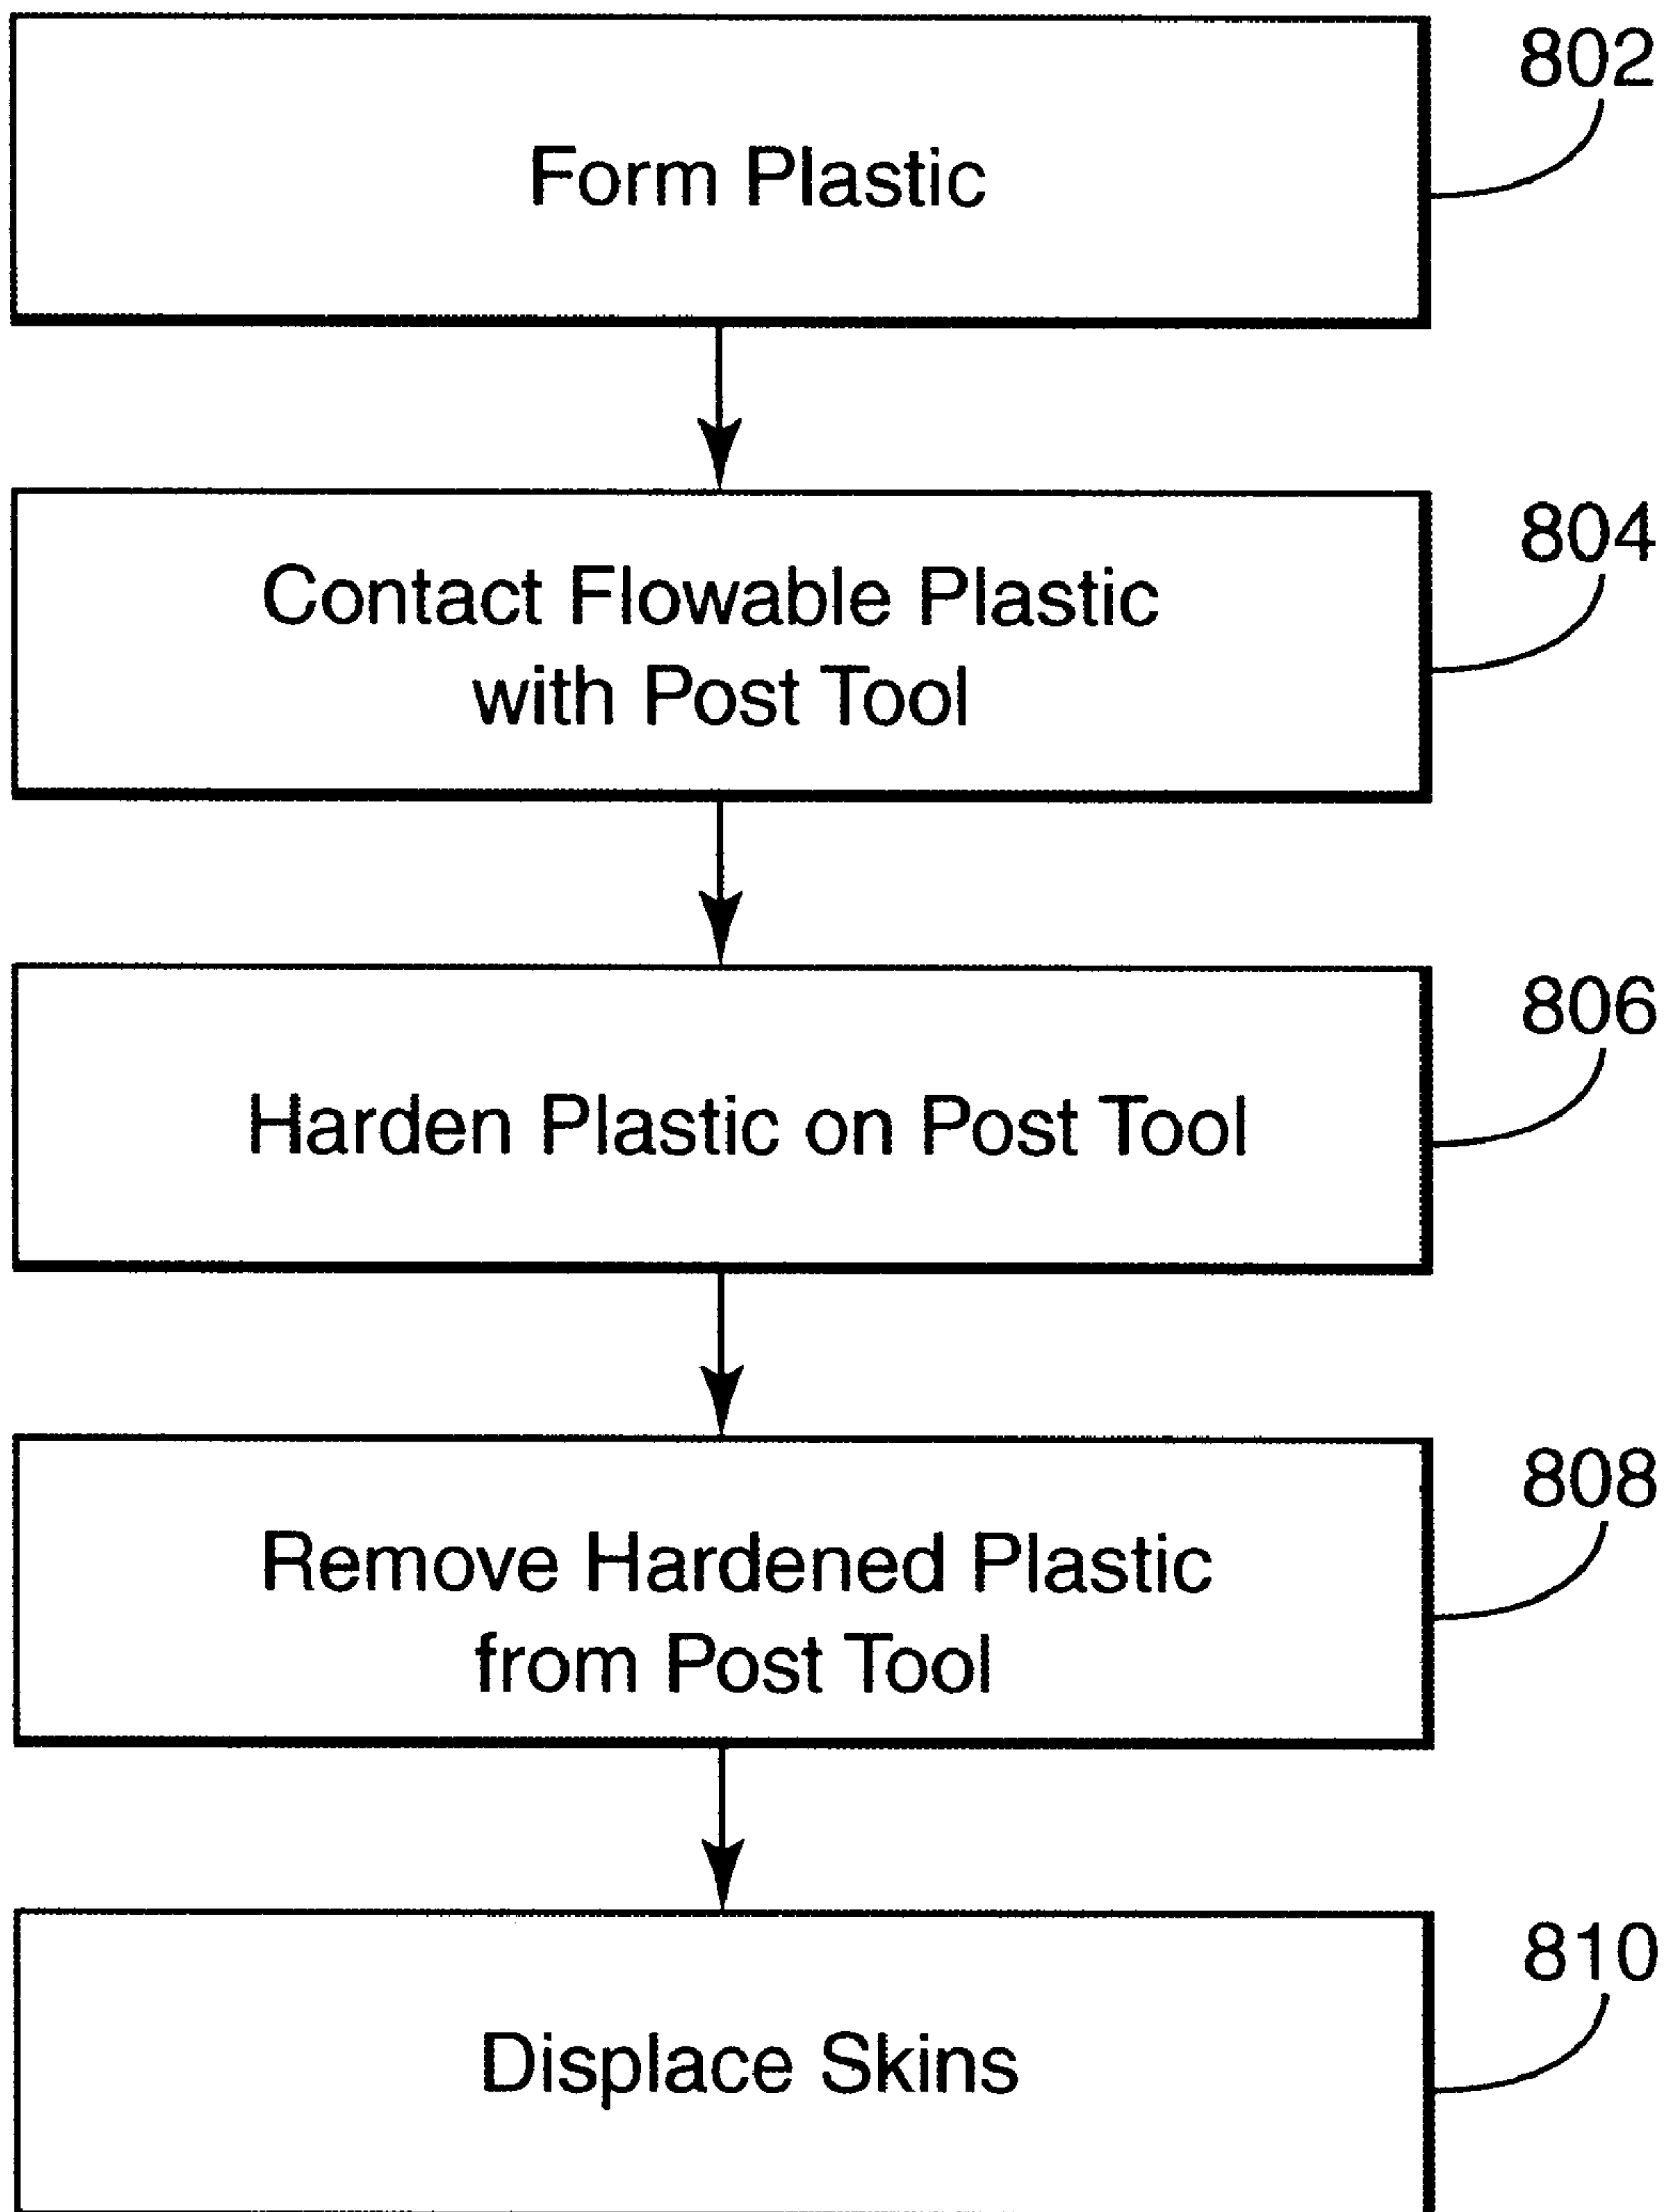 802
Form Plastic
804
Contact Flowable Plastic
with Post Tool
806
Harden Plastic on Post Tool
808
Remove Hardened Plastic
from Post Tool
810
Displace Skins